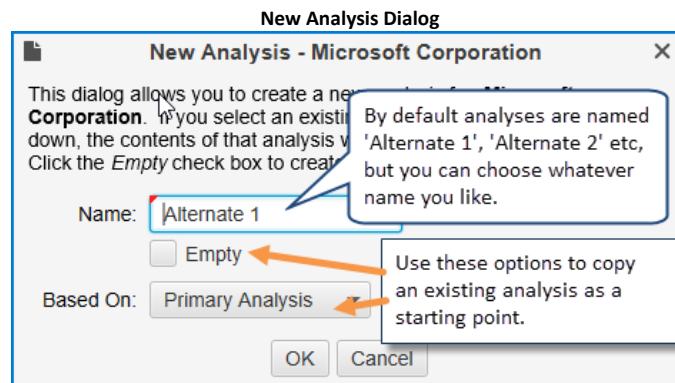 New Analysis Dialog
New Analysis - Microsoft Corporation
This dialog allows you to create a new
Corporation. If you select an existin
down, the contents of that analysis w
Click the Empty check box to create
By default analyses are named
'Alternate 1', 'Alternate 2' etc,
but you can choose whatever
name you like.
Name: Alternate 1
Empty
Use these options to copy
an existing analysis as a
starting point.
Based On: Primary Analysis
OK Cancel